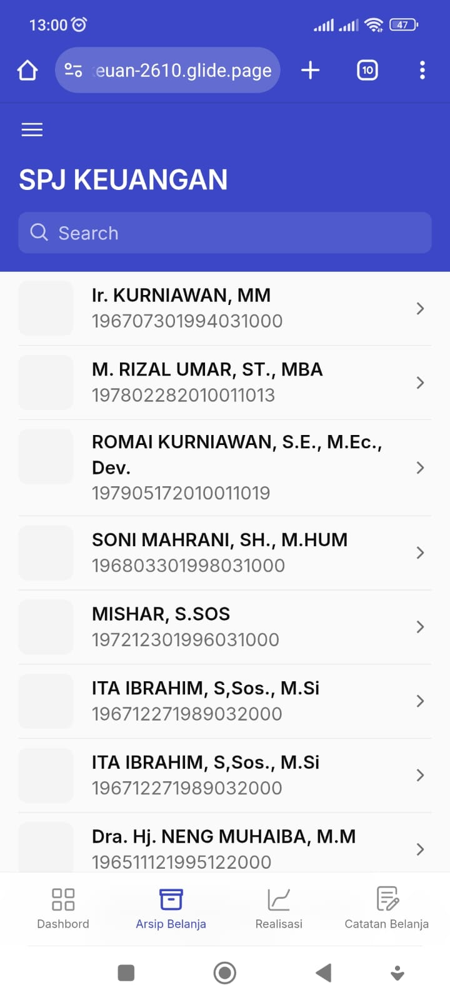 13:00
47
euan-2610.glide.page
10
SPJ KEUANGAN
Search
Ir. KURNIAWAN, MM
196707301994031000
M. RIZAL UMAR, ST., MBA
197802282010011013
ROMAI KURNIAWAN, S.E., M.Ec.,
Dev.
197905172010011019
SONI MAHRANI, SH., M.HUM
196803301998031000
MISHAR, S.SOS
197212301996031000
ITA IBRAHIM, S,Sos., M.Si
196712271989032000
ITA IBRAHIM, S,Sos., M.Si
196712271989032000
Dra. Hj. NENG MUHAIBA, M.M
196511121995122000
Dashbord
Arsip Belanja
Realisasi
Catatan Belanja